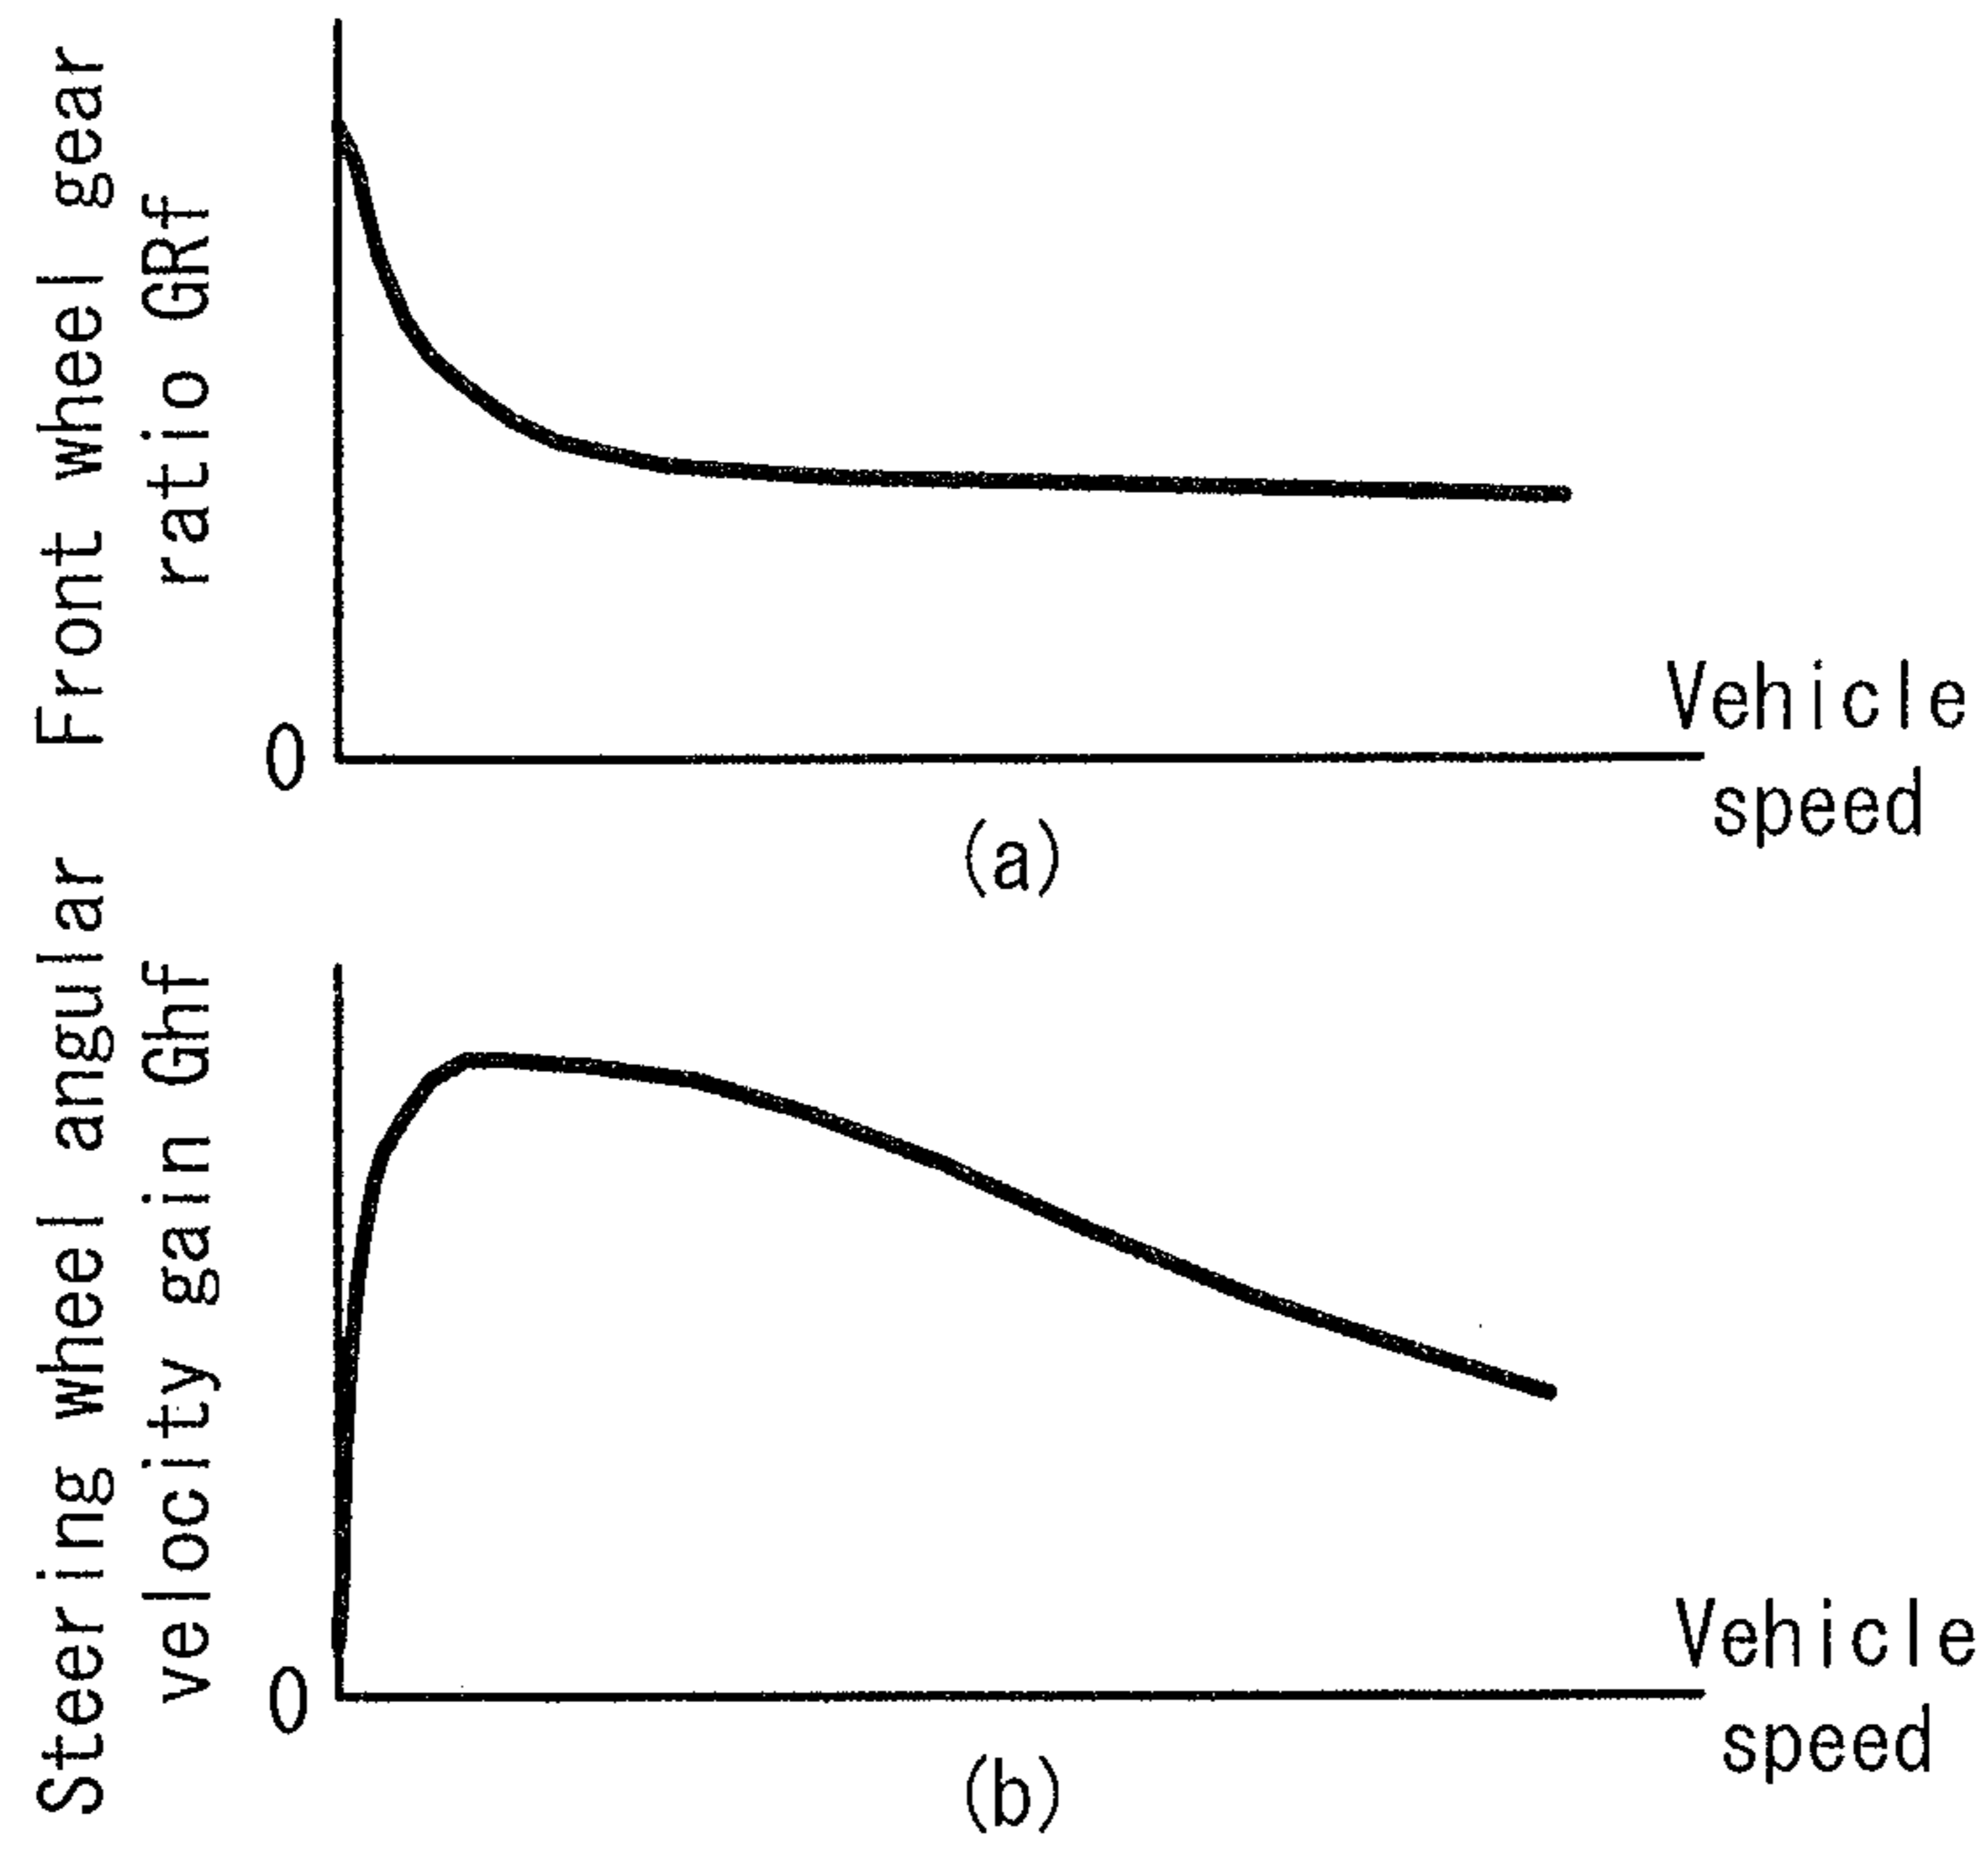 Front wheel gear
ratio GRf
0
Vehicle
speed
(a)
Steering wheel angular
velocity gain Ghf
0
Vehicle
speed
(b)